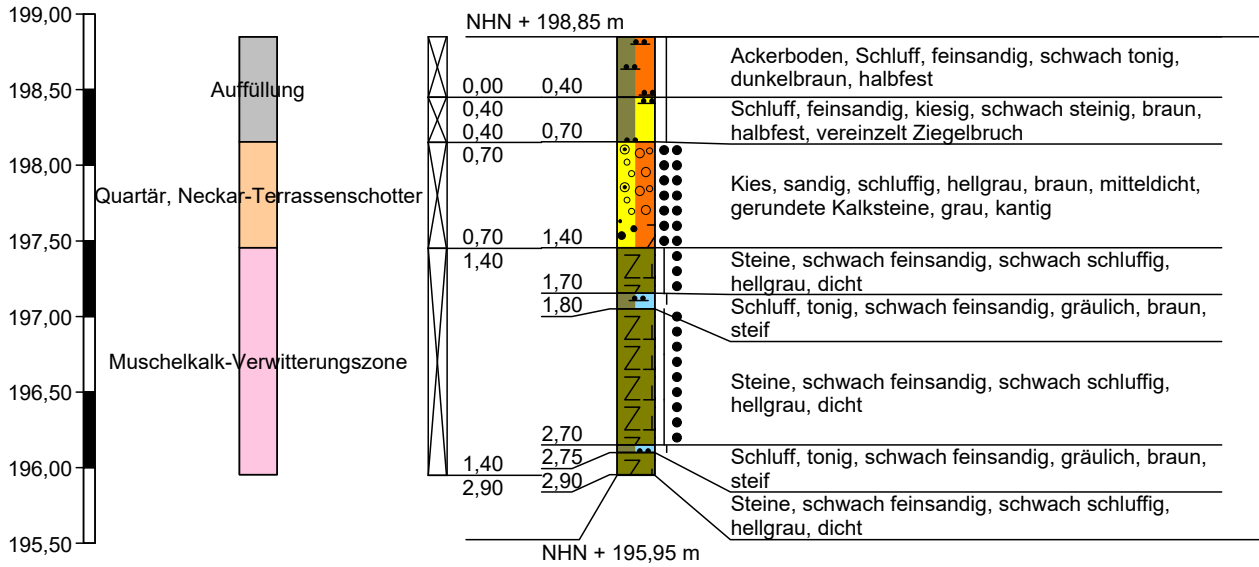 199,00
198,50
198,00
197,50
197,00
196,50
196,00
195,50
Auffüllung
Quartär, Neckar-Terrassenschotter
Muschelkalk-Verwitterungszone
0,00
0,40
0,40
0,70
0,70
1,40
1,40
2,90
NHN + 198,85 m
0,40
0,70
1,40
1,70
1,80
2,70
2,75
2,90
NHN + 195,95 m
Ackerboden, Schluff, feinsandig, schwach tonig,
dunkelbraun, halbfest
Schluff, feinsandig, kiesig, schwach steinig, braun,
halbfest, vereinzelt Ziegelbruch
Kies, sandig, schluffig, hellgrau, braun, mitteldicht,
gerundete Kalksteine, grau, kantig
Steine, schwach feinsandig, schwach schluffig,
hellgrau, dicht
Schluff, tonig, schwach feinsandig, gräulich, braun,
steif
Steine, schwach feinsandig, schwach schluffig,
hellgrau, dicht
Schluff, tonig, schwach feinsandig, gräulich, braun,
steif
Steine, schwach feinsandig, schwach schluffig,
hellgrau, dicht